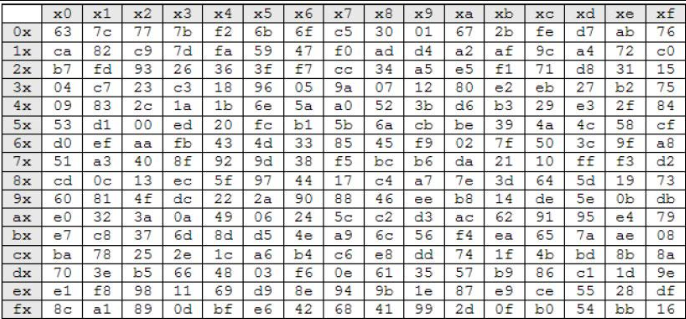 x0 x1 x2 x3 x4 x5 x6 x7 x8 x9 xa xb xc xd xe xf
0x 63 7c 77 7b f2 6b 6f c5 30 01 67 2b fe d7 ab 76
1x ca 82 c9 7d fa 59 47 f0 ad d4 a2 af 9c a4 72 c0
2x b7 fd 93 26 36 3f f7 cc 34 a5 e5 f1 71 d8 31 15
3x 04 c7 23 c3 18 96 05 9a 07 12 80 e2 eb 27 b2 75
4x 09 83 2c 1a 1b 6e 5a a0 52 3b d6 b3 29 e3 2f 84
5x 53 d1 00 ed 20 fc b1 5b 6a cb be 39 4a 4c 58 cf
6x d0 ef aa fb 43 4d 33 85 45 f9 02 7f 50 3c 9f a8
7x 51 a3 40 8f 92 9d 38 f5 bc b6 da 21 10 ff f3 d2
8x cd 0c 13 ec 5f 97 44 17 c4 a7 7e 3d 64 5d 19 73
9x 60 81 4f dc 22 2a 90 88 46 ee b8 14 de 5e 0b db
ax e0 32 3a 0a 49 06 24 5c c2 d3 ac 62 91 95 e4 79
bx e7 c8 37 6d 8d d5 4e a9 6c 56 f4 ea 65 7a ae 08
cx ba 78 25 2e 1c a6 b4 c6 e8 dd 74 1f 4b bd 8b 8a
dx 70 3e b5 66 48 03 f6 0e 61 35 57 b9 86 c1 1d 9e
ex e1 f8 98 11 69 d9 8e 94 9b 1e 87 e9 ce 55 28 df
fx 8c a1 89 0d bf e6 42 68 41 99 2d 0f b0 54 bb 16